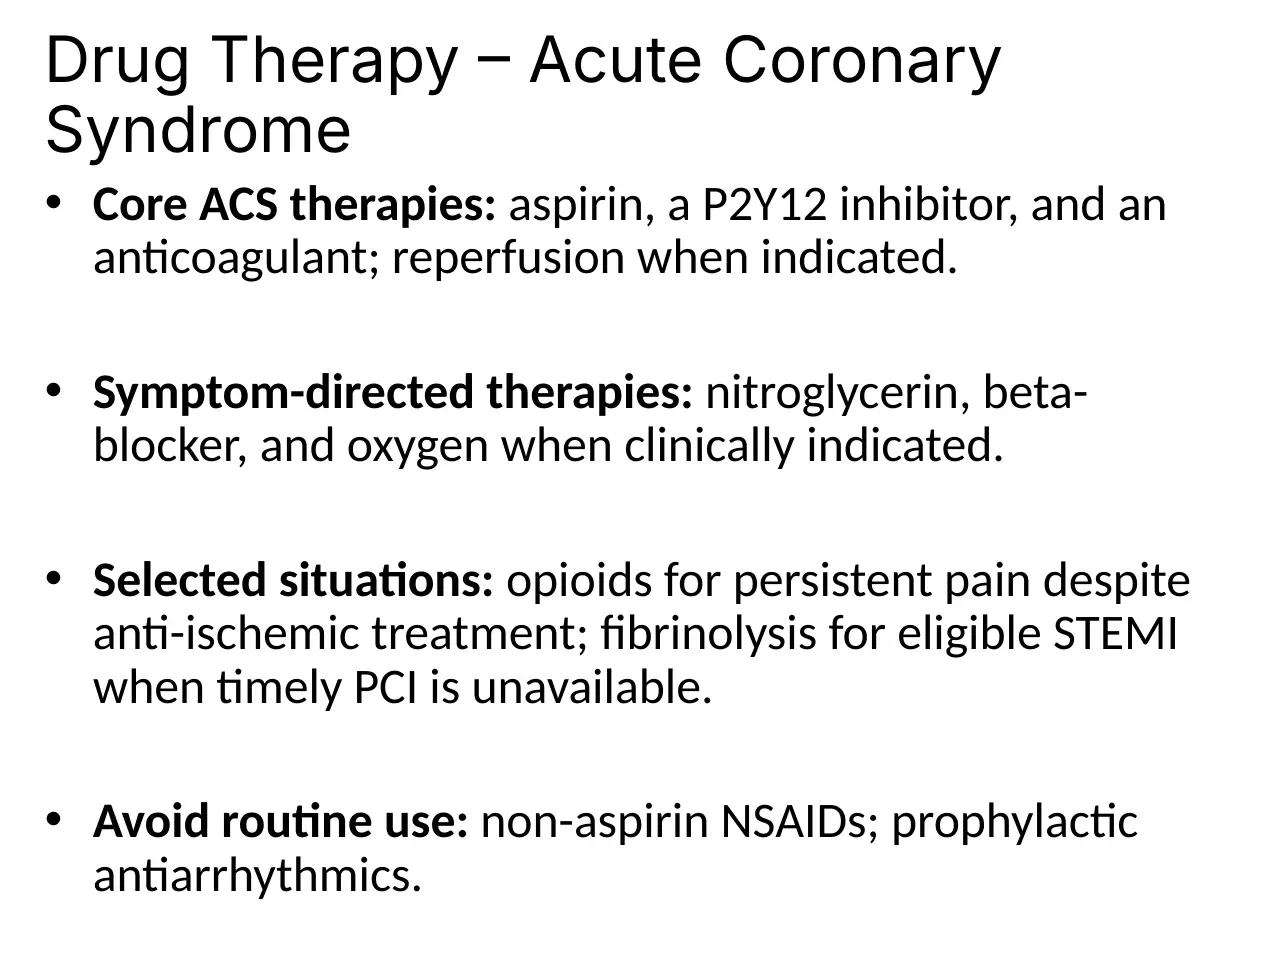 Drug Therapy – Acute Coronary
Syndrome
• Core ACS therapies: aspirin, a P2Y12 inhibitor, and an
anticoagulant; reperfusion when indicated.
• Symptom-directed therapies: nitroglycerin, beta-
blocker, and oxygen when clinically indicated.
• Selected situations: opioids for persistent pain despite
anti-ischemic treatment; fibrinolysis for eligible STEMI
when timely PCI is unavailable.
• Avoid routine use: non-aspirin NSAIDs; prophylactic
antiarrhythmics.